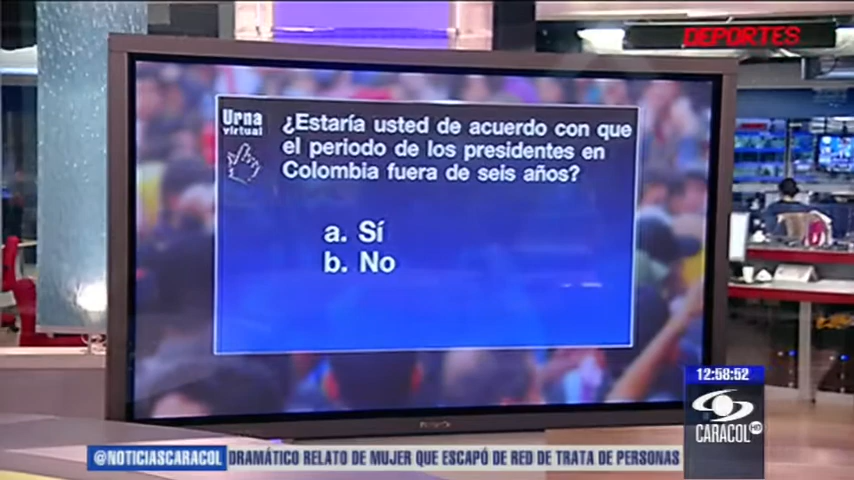 DEPORTES
Urna
virtual
¿Estaría usted de acuerdo con que
el periodo de los presidentes en
Colombia fuera de seis años?
a. Sí
b. No
12:58:52
CARACOL HD
@NOTICIASCARACOL DRAMÁTICO RELATO DE MUJER QUE ESCAPÓ DE RED DE TRATA DE PERSONAS